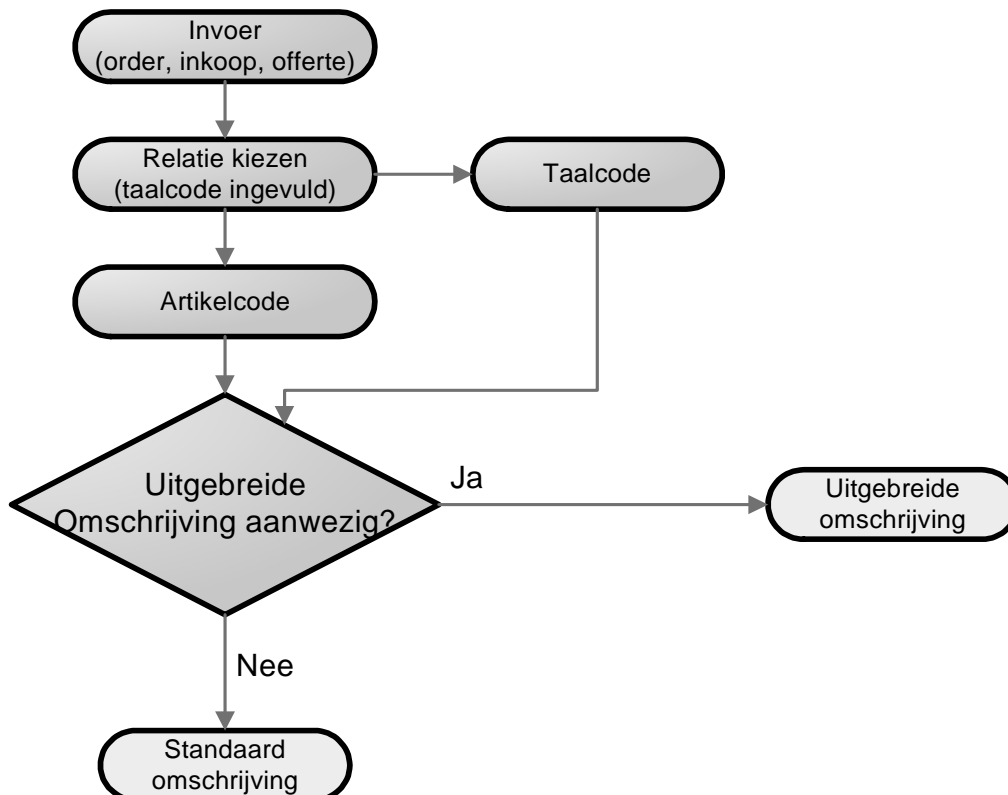 Invoer
(order, inkoop, offerte)
Relatie kiezen
(taalcode ingevuld)
Taalcode
Artikelcode
Uitgebreide
Omschrijving aanwezig?
Ja
Uitgebreide
omschrijving
Nee
Standaard
omschrijving